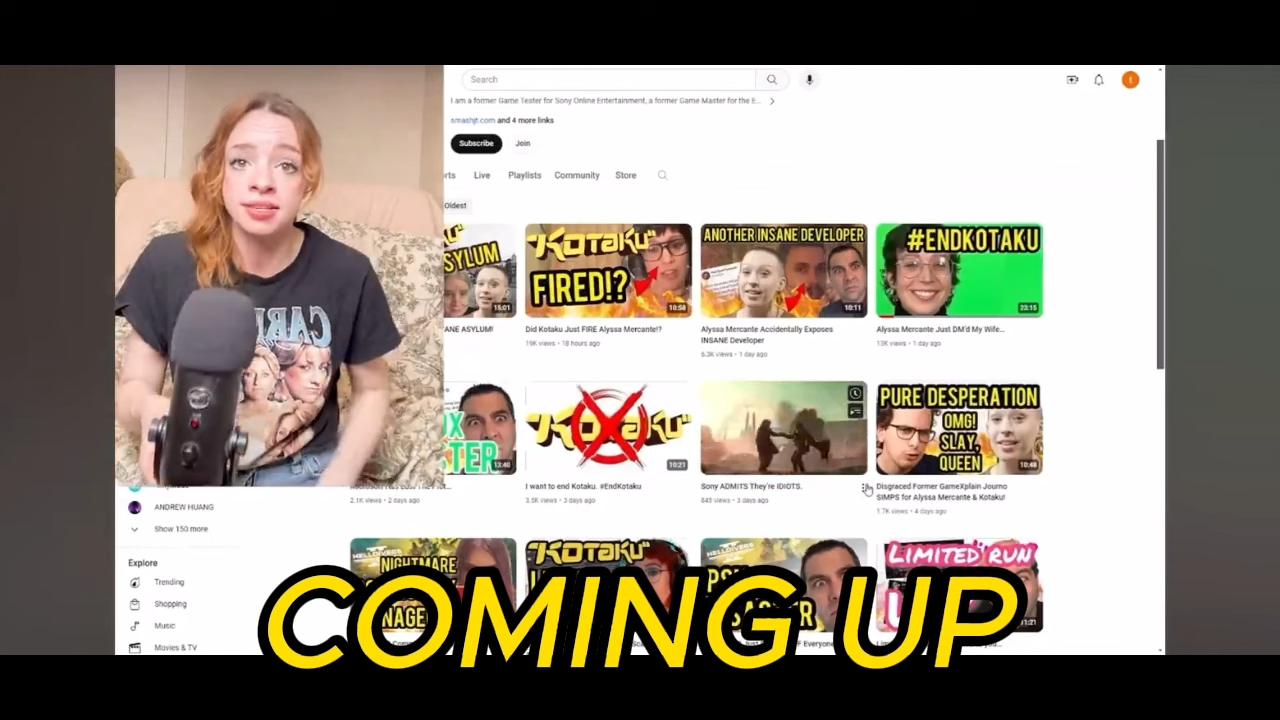 Search
I am a former Game Tester for Sony Online Entertainment, a former Game Master for the E...
smashjt.com and 4 more links
Subscribe
Join
rts
Live
Playlists
Community
Store
Oldest
SYLUM
15:01
ANE ASYLUM!
KOTAKU
FIRED!?
10:58
Did Kotaku Just FIRE Alyssa Mercante!?
19K views • 18 hours ago
ANOTHER INSANE DEVELOPER
10:11
Alyssa Mercante Accidentally Exposes
INSANE Developer
6.3K views • 1 day ago
#ENDKOTAKU
23:15
Alyssa Mercante Just DM'd My Wife...
13K views • 1 day ago
TER
13:40
2.1K views • 2 days ago
10:21
I want to end Kotaku. #EndKotaku
3.5K views • 3 days ago
Sony ADMITS They're IDIOTS.
845 views • 3 days ago
PURE DESPERATION
OMG!
SLAY,
QUEEN
10:48
Disgraced Former GameXplain Journo
SIMPS for Alyssa Mercante & Kotaku!
1.7K views • 4 days ago
CAR
ANDREW HUANG
Show 150 more
Explore
Trending
Shopping
Music
Movies & TV
HELLDIVERS
NIGHTMARE
KOTAKU
HELLDIVERS
LIMITED RUN
11:21
COMING UP